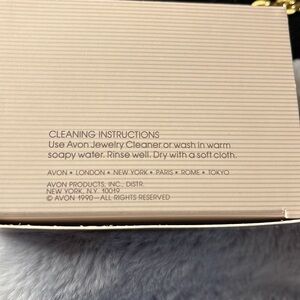 CLEANING INSTRUCTIONS
Use Avon Jewelry Cleaner or wash in warm
soapy water. Rinse well. Dry with a soft cloth.
AVON • LONDON • NEW YORK • PARIS • ROME • TOKYO
AVON PRODUCTS, INC., DISTR.
NEW YORK, N.Y. 10019
© AVON 1990—ALL RIGHTS RESERVED